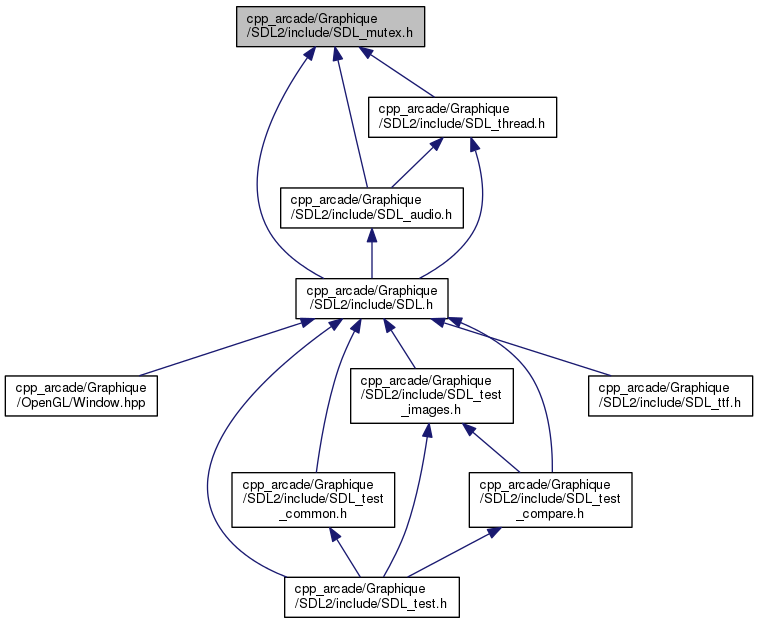 cpp_arcade/Graphique
/SDL2/include/SDL_mutex.h
cpp_arcade/Graphique
/SDL2/include/SDL_thread.h
cpp_arcade/Graphique
/SDL2/include/SDL_audio.h
cpp_arcade/Graphique
/SDL2/include/SDL.h
cpp_arcade/Graphique
/OpenGL/Window.hpp
cpp_arcade/Graphique
/SDL2/include/SDL_test
_images.h
cpp_arcade/Graphique
/SDL2/include/SDL_ttf.h
cpp_arcade/Graphique
/SDL2/include/SDL_test
_common.h
cpp_arcade/Graphique
/SDL2/include/SDL_test
_compare.h
cpp_arcade/Graphique
/SDL2/include/SDL_test.h